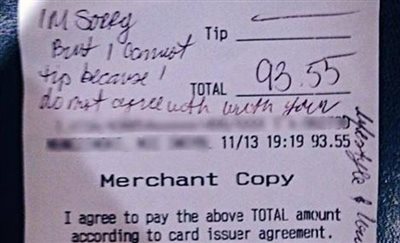 IM SORRY
But I Cannot
tip because I
do not agree with with your
Lifestyle &
Tip
TOTAL 93.55
11/13 19:19 93.55
Merchant Copy
I agree to pay the above TOTAL amount
according to card issuer agreement.